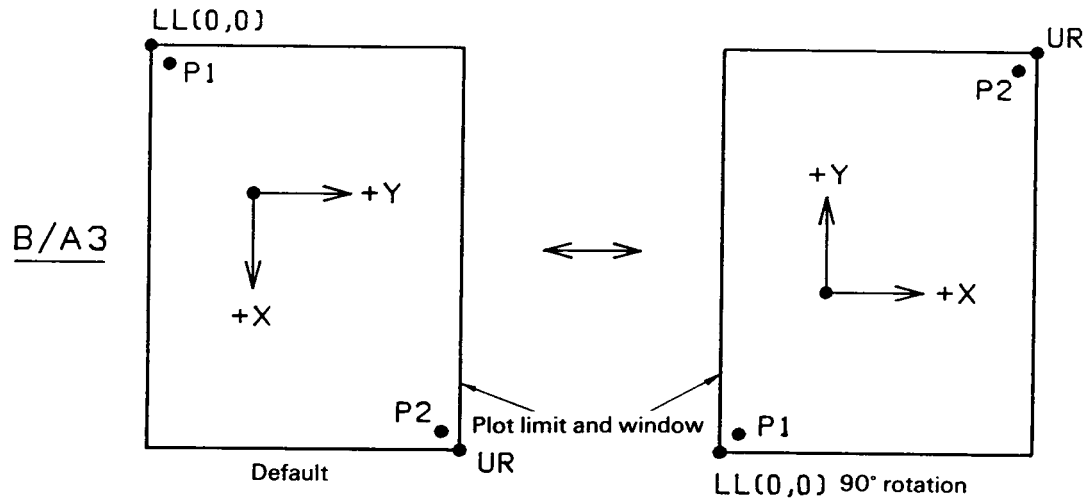 LL(0,0)
P1
+Y
+X
P2
UR
Default
B/A3
Plot limit and window
UR
P2
+Y
+X
P1
LL(0,0)
90° rotation